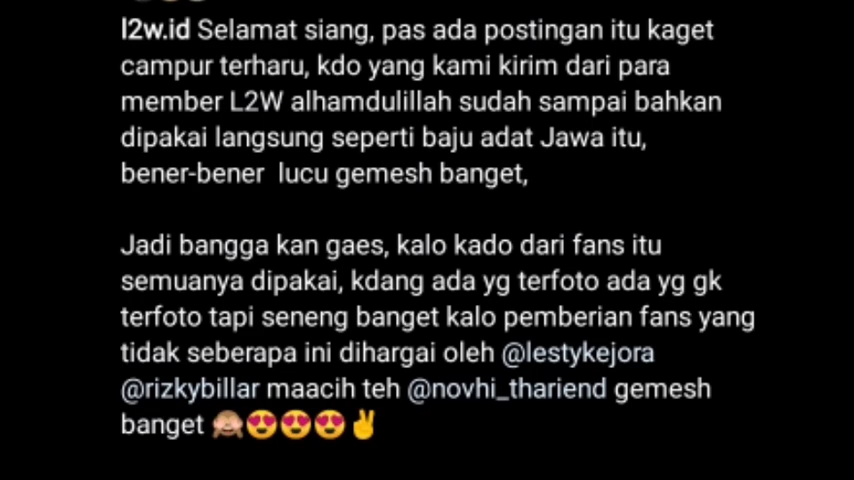 l2w.id Selamat siang, pas ada postingan itu kaget
campur terharu, kdo yang kami kirim dari para
member L2W alhamdulillah sudah sampai bahkan
dipakai langsung seperti baju adat Jawa itu,
bener-bener lucu gemesh banget,

Jadi bangga kan gaes, kalo kado dari fans itu
semuanya dipakai, kdang ada yg terfoto ada yg gk
terfoto tapi seneng banget kalo pemberian fans yang
tidak seberapa ini dihargai oleh @lestykejora
@rizkybillar maacih teh @novhi_thariend gemesh
banget 🙈😍😍😍✌